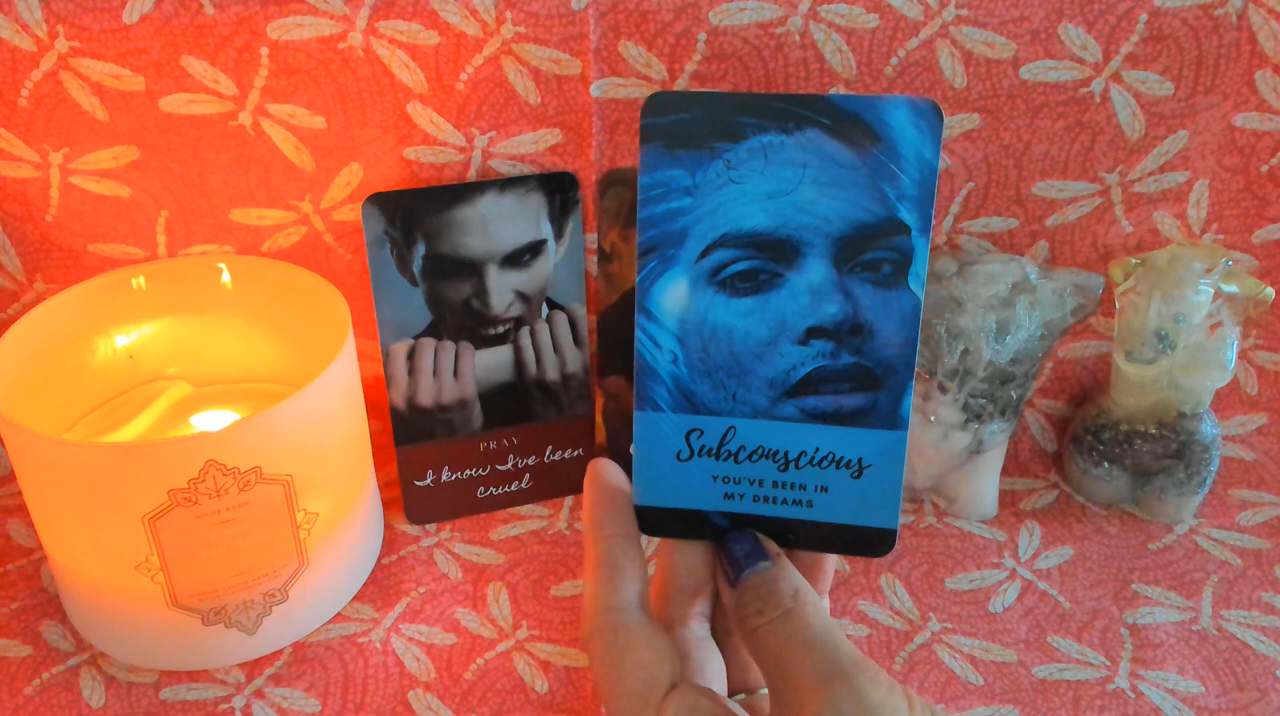 PRAY
I know I've been
cruel
Subconscious
YOU'VE BEEN IN
MY DREAMS